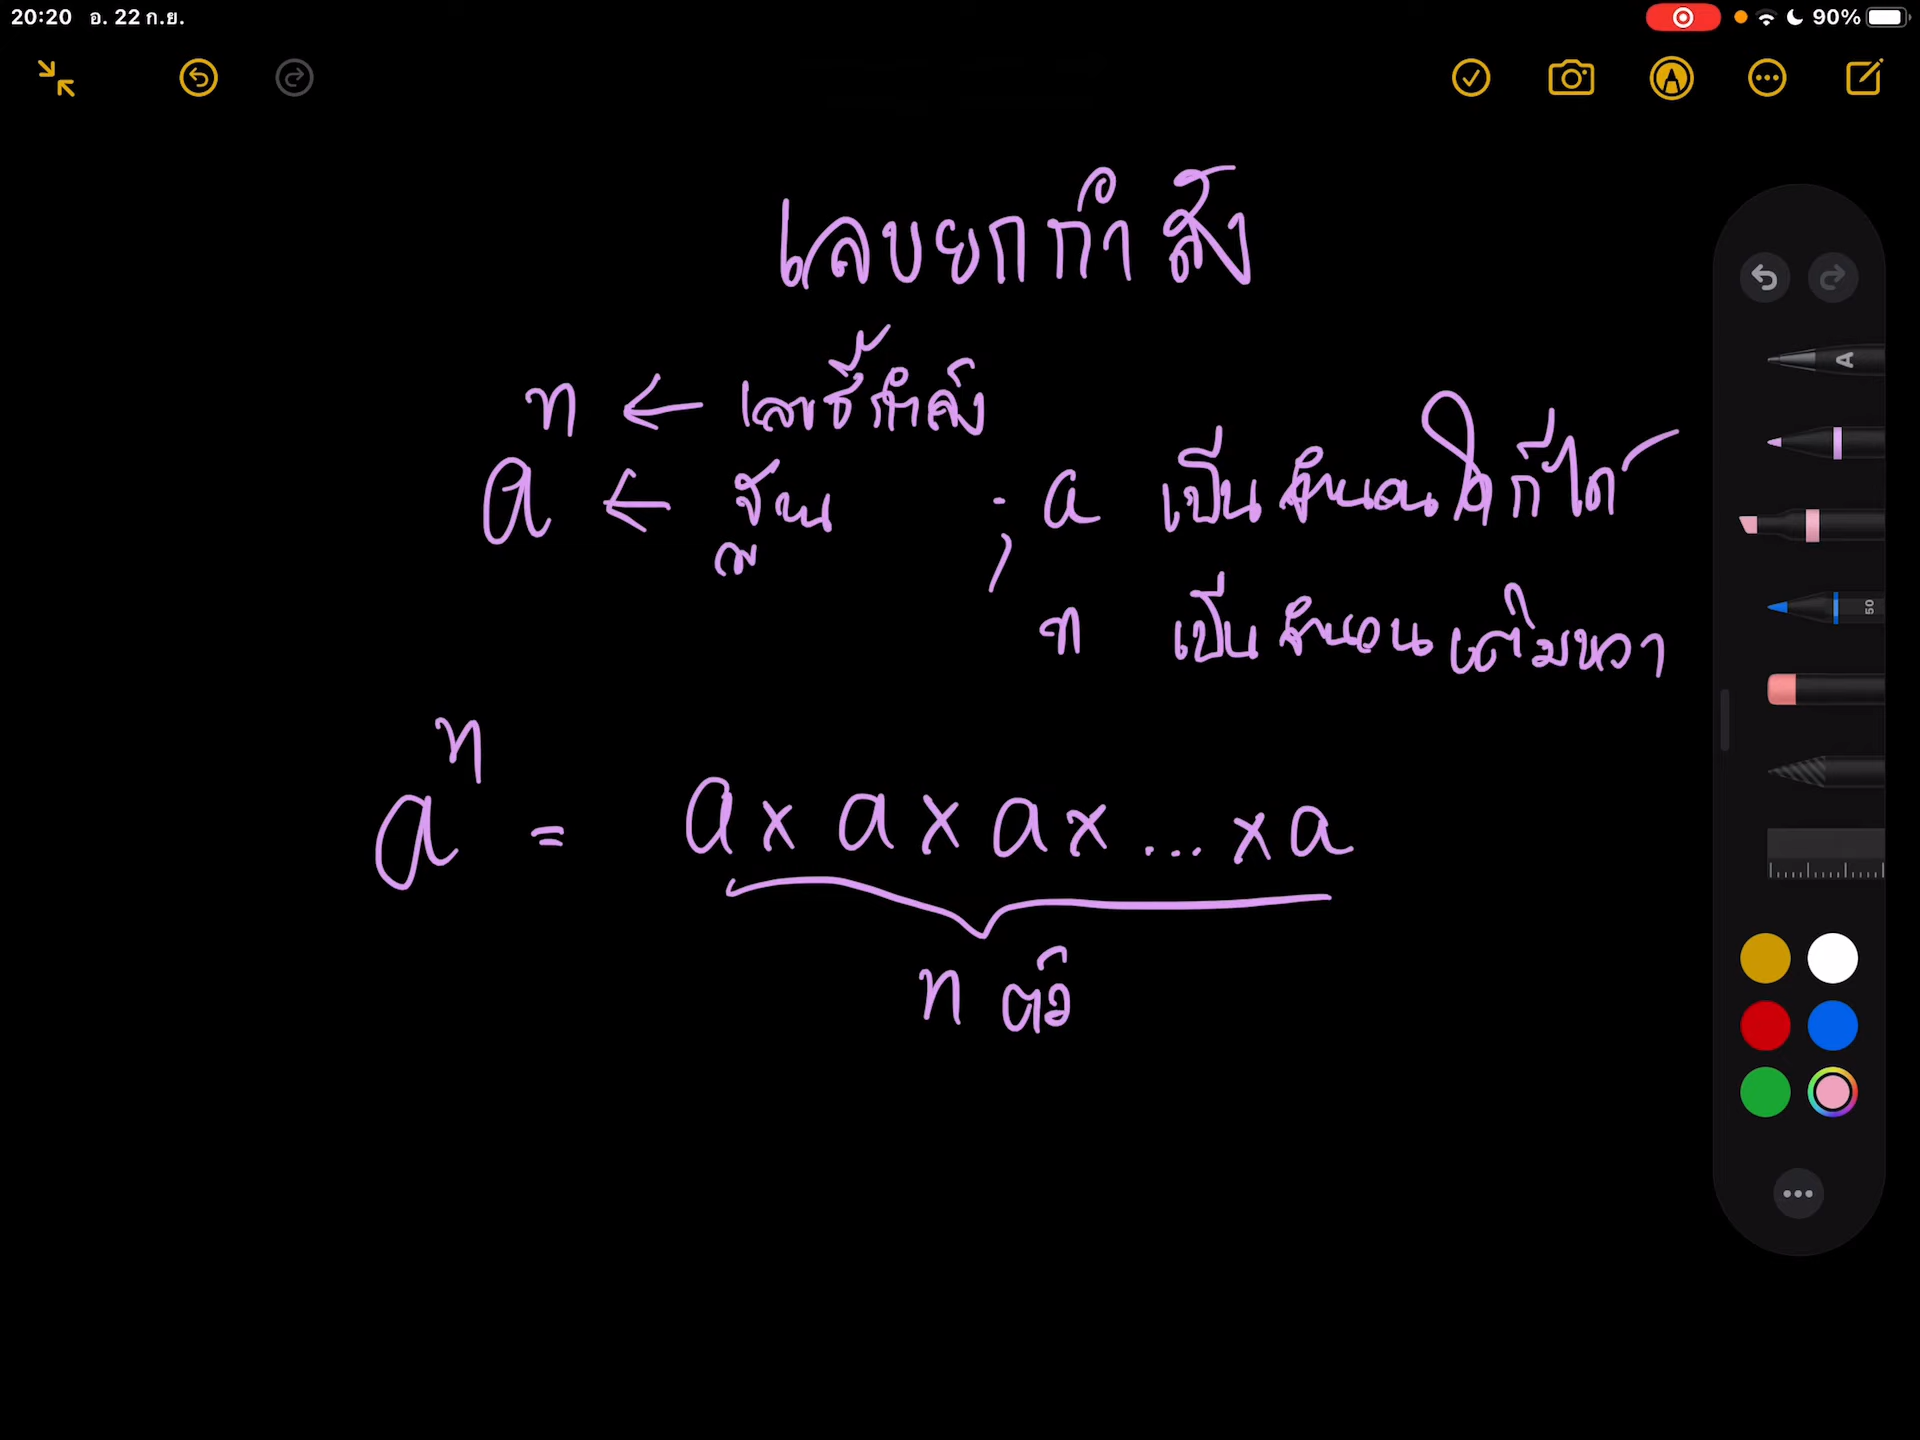 20:20 อ. 22 ก.ย. 90%
เลขยกกำลัง
n ← เลขชี้กำลัง
a ← ฐาน ; a เป็นจำนวนใดก็ได้
n เป็นจำนวนเต็มบวก
aⁿ = a × a × a × ... × a
n ตัว
A
50